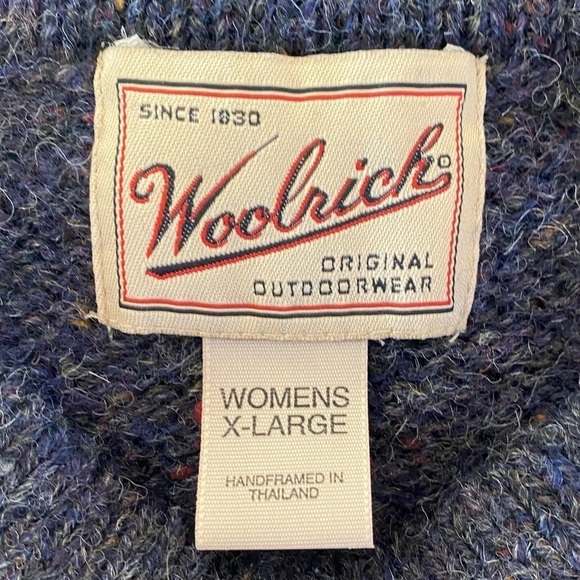 SINCE 1830
Woolrich®
ORIGINAL
OUTDOORWEAR
WOMENS
X-LARGE
HANDFRAMED IN
THAILAND